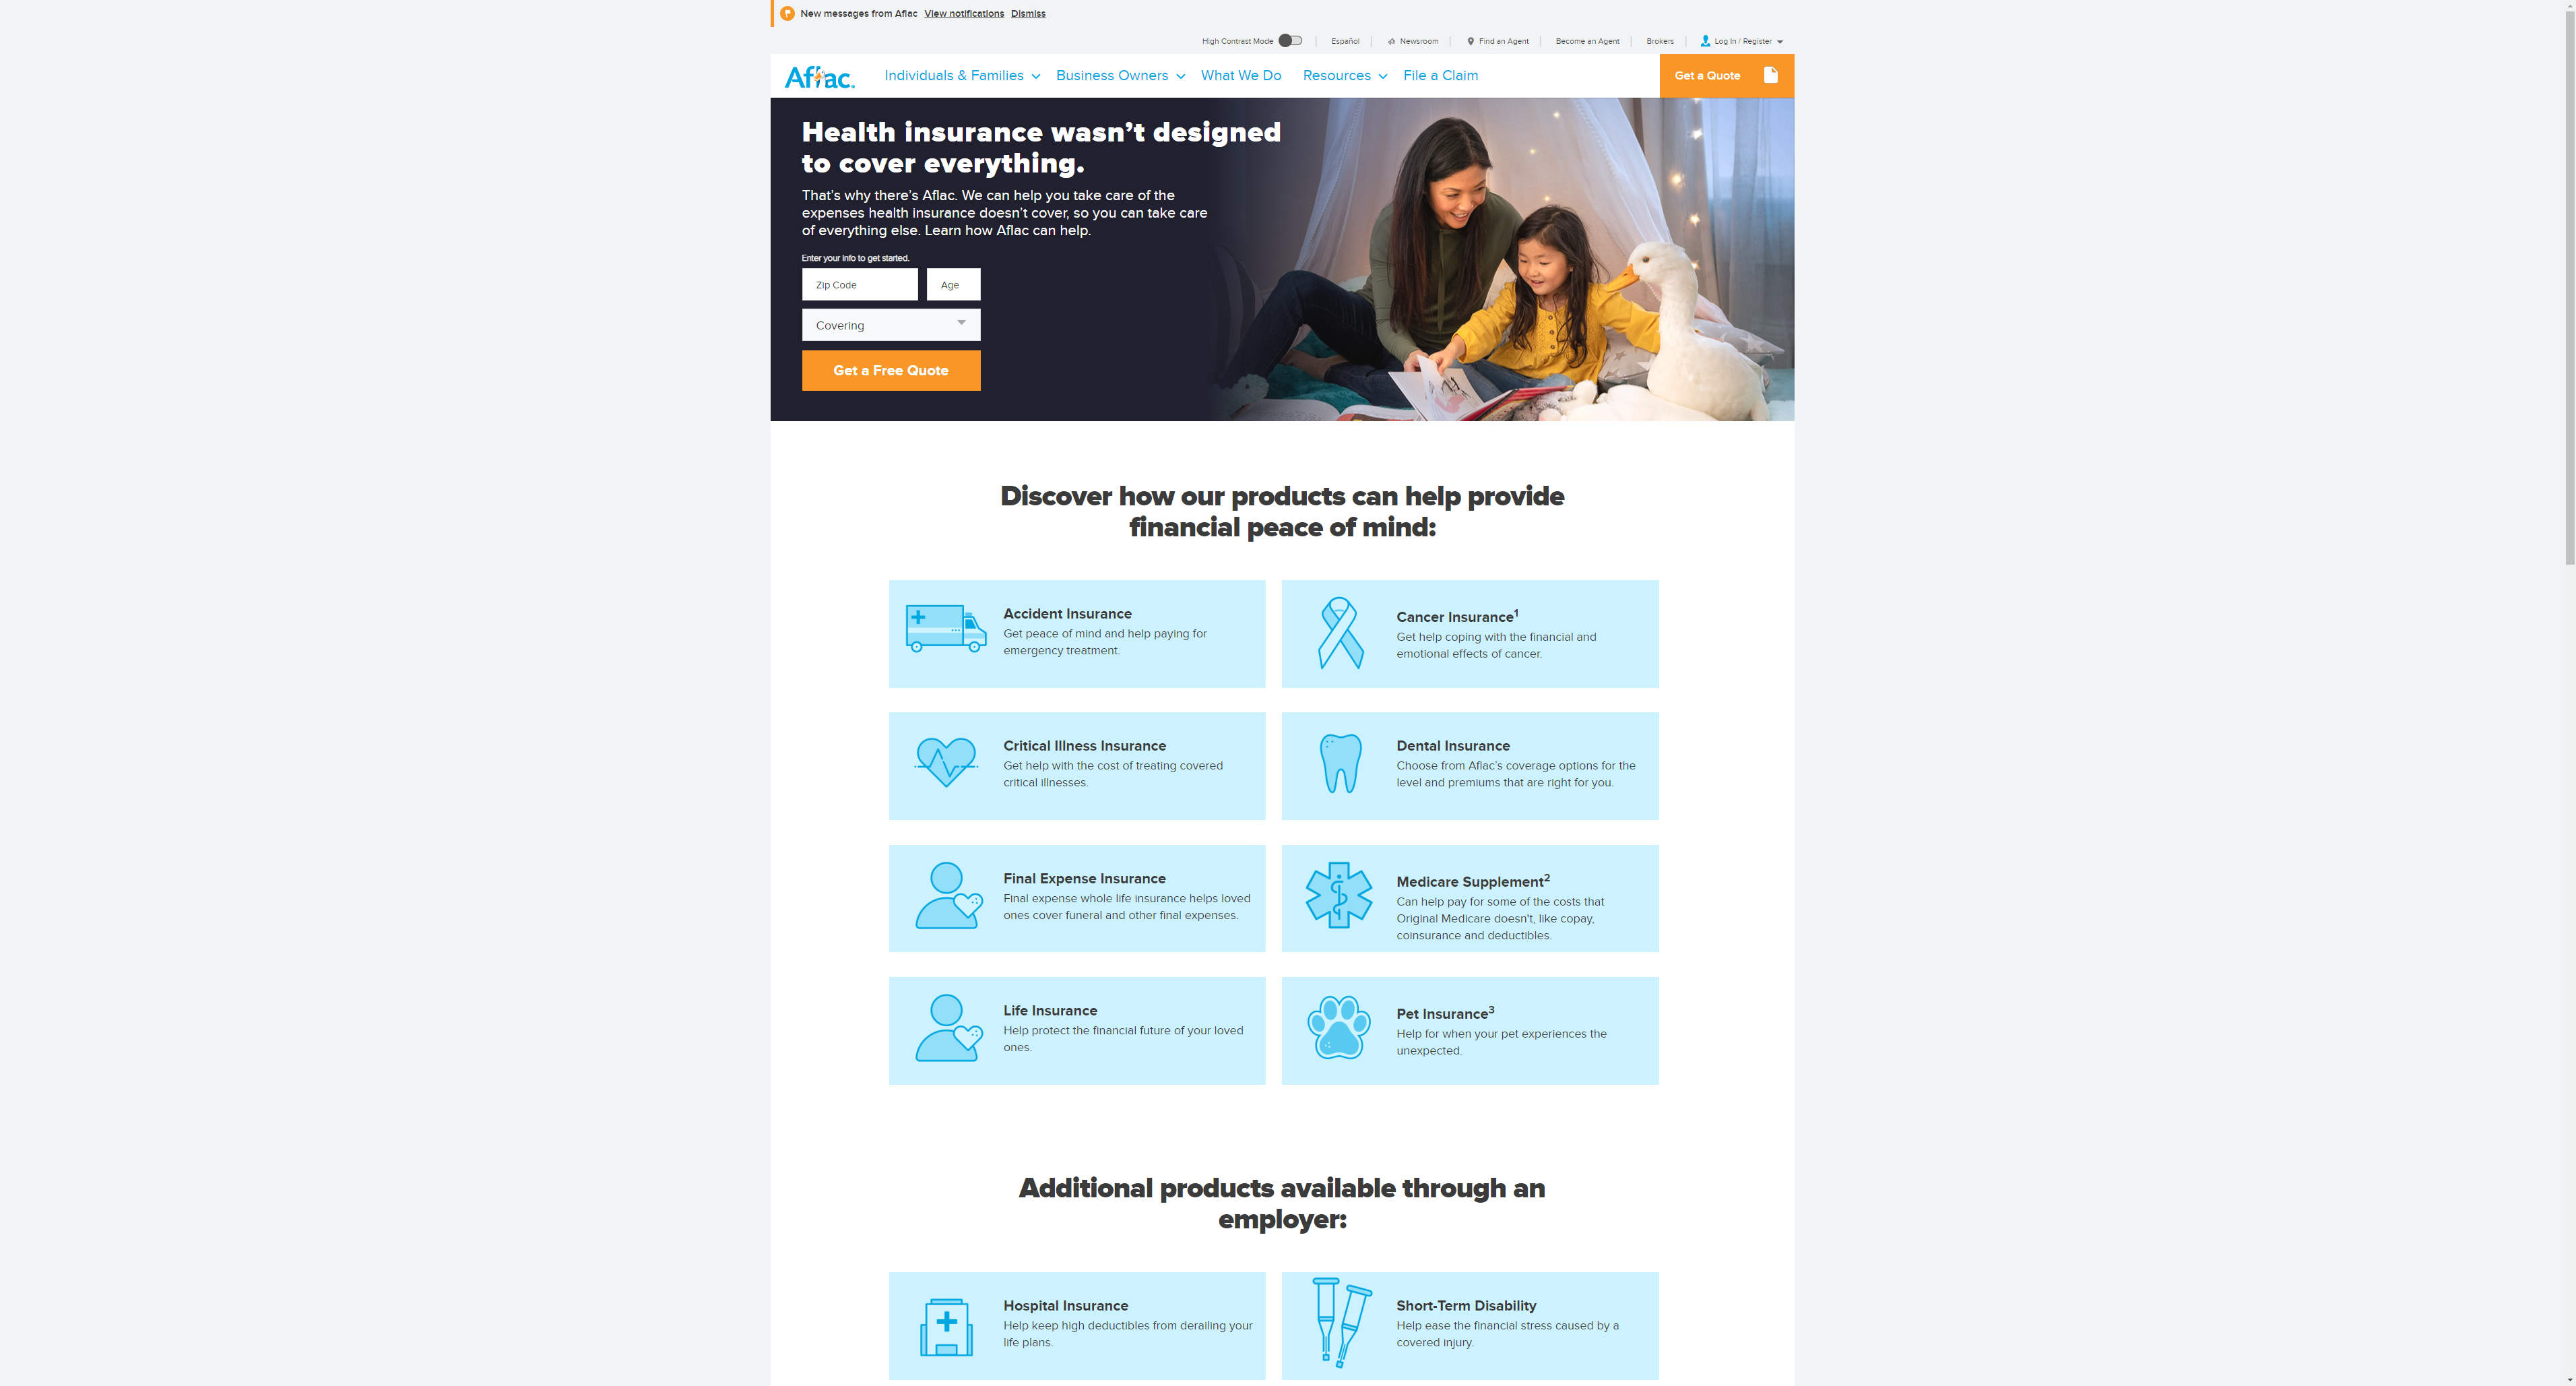 New messages from Aflac View notifications Dismiss
High Contrast Mode Español Newsroom Find an Agent Become an Agent Brokers Log In / Register
Aflac. Individuals & Families Business Owners What We Do Resources File a Claim Get a Quote
Health insurance wasn't designed
to cover everything.
That's why there's Aflac. We can help you take care of the
expenses health insurance doesn't cover, so you can take care
of everything else. Learn how Aflac can help.
Enter your info to get started.
Zip Code Age
Covering
Get a Free Quote
Discover how our products can help provide
financial peace of mind:
Accident Insurance
Get peace of mind and help paying for
emergency treatment.
Cancer Insurance1
Get help coping with the financial and
emotional effects of cancer.
Critical Illness Insurance
Get help with the cost of treating covered
critical illnesses.
Dental Insurance
Choose from Aflac's coverage options for the
level and premiums that are right for you.
Final Expense Insurance
Final expense whole life insurance helps loved
ones cover funeral and other final expenses.
Medicare Supplement2
Can help pay for some of the costs that
Original Medicare doesn't, like copay,
coinsurance and deductibles.
Life Insurance
Help protect the financial future of your loved
ones.
Pet Insurance3
Help for when your pet experiences the
unexpected.
Additional products available through an
employer:
Hospital Insurance
Help keep high deductibles from derailing your
life plans.
Short-Term Disability
Help ease the financial stress caused by a
covered injury.